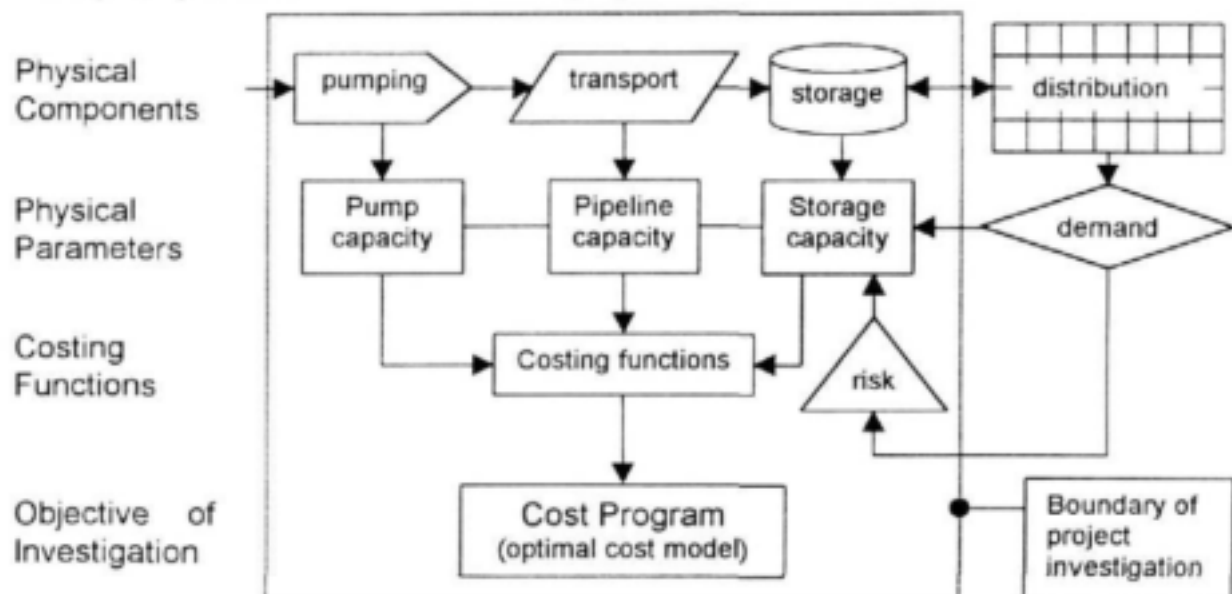 Physical
Components
pumping
transport
storage
distribution
Physical
Parameters
Pump
capacity
Pipeline
capacity
Storage
capacity
demand
Costing
Functions
Costing functions
risk
Objective of
Investigation
Cost Program
(optimal cost model)
Boundary of
project
investigation